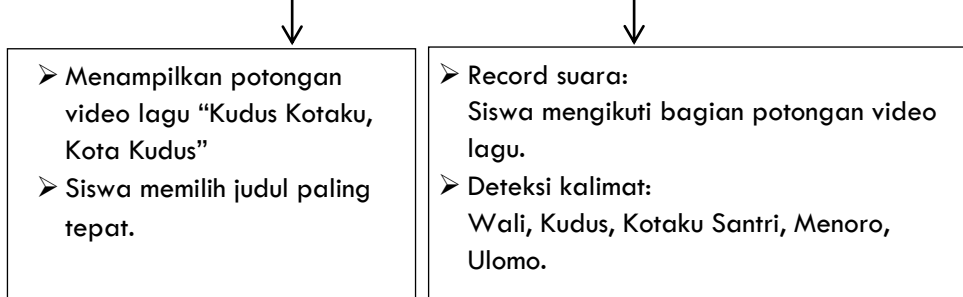 ➢ Menampilkan potongan
video lagu “Kudus Kotaku,
Kota Kudus”
➢ Siswa memilih judul paling
tepat.
➢ Record suara:
Siswa mengikuti bagian potongan video
lagu.
➢ Deteksi kalimat:
Wali, Kudus, Kotaku Santri, Menoro,
Ulomo.